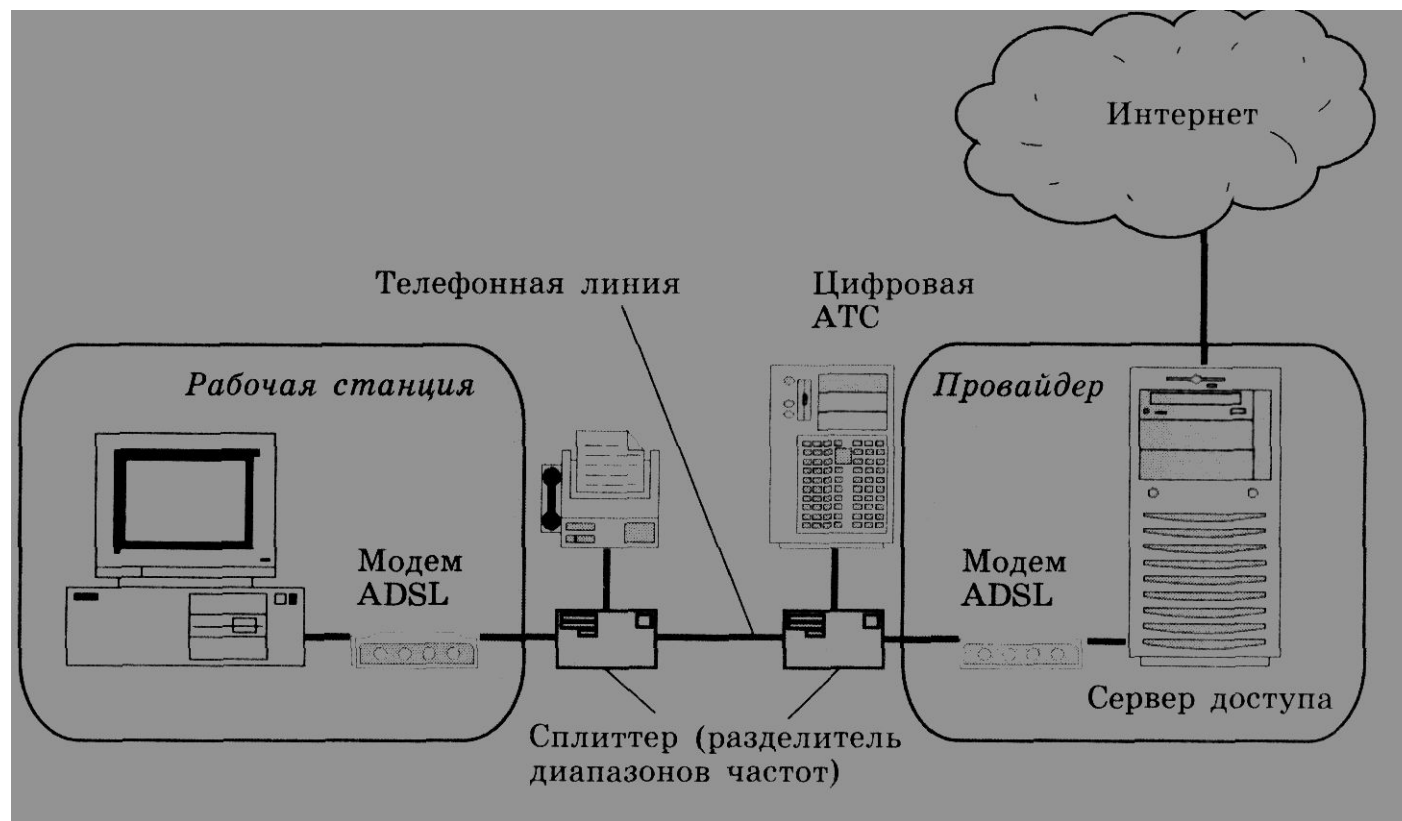 Интернет
Телефонная линия
Цифровая
АТС
Рабочая станция
Провайдер
Модем
ADSL
Модем
ADSL
Сервер доступа
Сплиттер (разделитель
диапазонов частот)